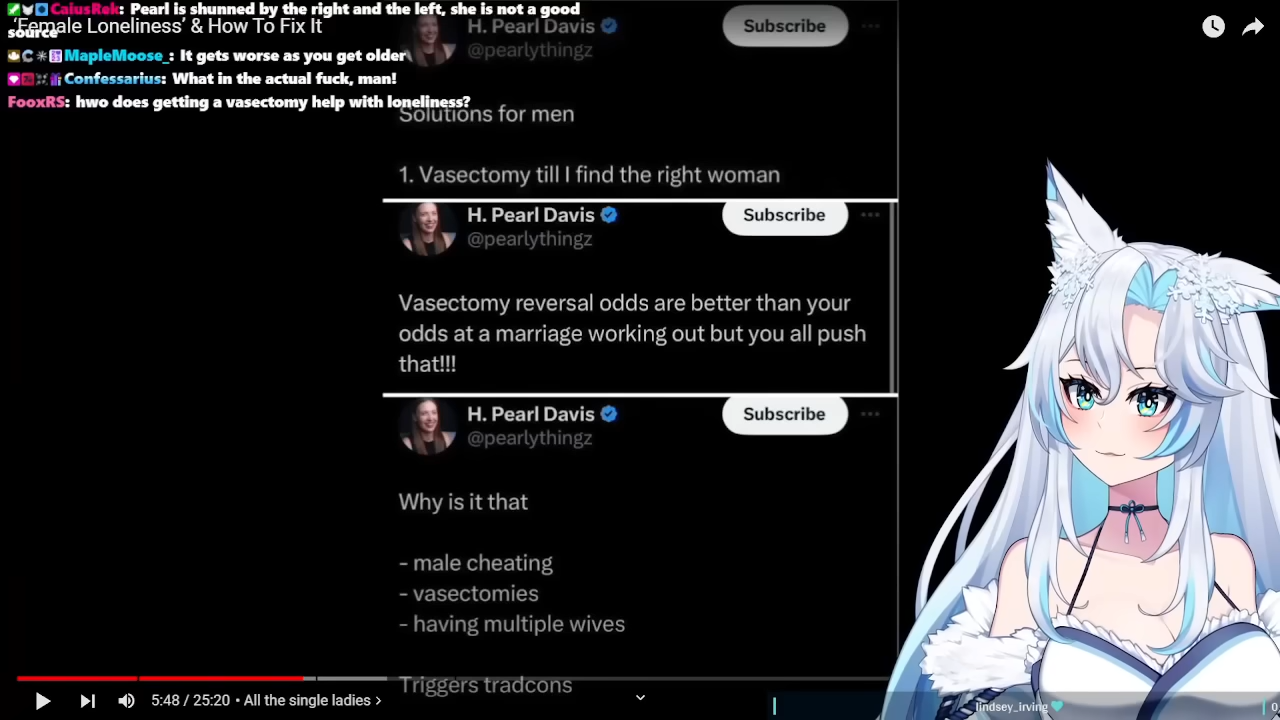 CaiusRek: Pearl is shunned by the right and the left, she is not a good
source
'Female Loneliness' & How To Fix It
MapleMoose_: It gets worse as you get older
Confessarius: What in the actual fuck, man!
FooxRS: hwo does getting a vasectomy help with loneliness?
H. Pearl Davis
@pearlythingz
Subscribe
Solutions for men
1. Vasectomy till I find the right woman
H. Pearl Davis
@pearlythingz
Subscribe
Vasectomy reversal odds are better than your
odds at a marriage working out but you all push
that!!!
H. Pearl Davis
@pearlythingz
Subscribe
Why is it that
- male cheating
- vasectomies
- having multiple wives
Triggers tradcons
5:48 / 25:20 • All the single ladies
lindsey_irving
0